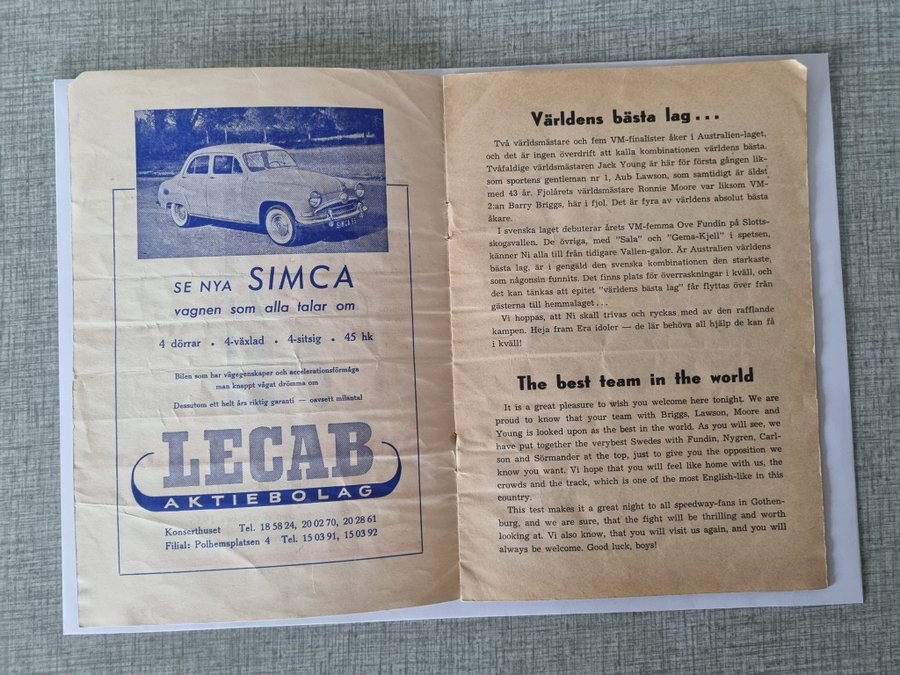 SIMCA
SE NYA SIMCA
vagnen som alla talar om
4 dörrar • 4-växlad • 4-sitsig • 45 hk
Bilen som har vägegenskaper och accelerationsförmåga
man knappt vågat drömma om
Dessutom ett helt års riktig garanti — oavsett milantal
LECAB
AKTIEBOLAG
Konserthuset Tel. 18 58 24, 20 02 70, 20 28 61
Filial: Polhemsplatsen 4 Tel. 15 03 91, 15 03 92
Världens bästa lag...
Två världsmästare och fem VM-finalister åker i Australien-laget,
och det är ingen överdrift att kalla kombinationen världens bästa.
Tvåfaldige världsmästaren Jack Young är här för första gången lik-
som sportens gentleman nr 1, Aub Lawson, som samtidigt är äldst
med 43 år. Fjolårets världsmästare Ronnie Moore var liksom VM-
2:an Barry Briggs, här i fjol. Det är fyra av världens absolut bästa
åkare.
I svenska laget debuterar årets VM-femma Ove Fundin på Slotts-
skogsvallen. De övriga, med "Sala" och "Gema-Kjell" i spetsen,
känner Ni alla till från tidigare Vallen-galor. Är Australien världens
bästa lag, är i gengäld den svenska kombinationen den starkaste,
som någonsin funnits. Det finns plats för överraskningar i kväll, och
det kan tänkas att epitet "världens bästa lag" får flyttas över från
gästerna till hemmalaget...
Vi hoppas, att Ni skall trivas och ryckas med av den rafflande
kampen. Heja fram Era idoler — de lär behöva all hjälp de kan få
i kväll!
The best team in the world
It is a great pleasure to wish you welcome here tonight. We are
proud to know that your team with Briggs, Lawson, Moore and
Young is looked upon as the best in the world. As you will see, we
have put together the verybest Swedes with Fundin, Nygren, Carl-
son and Sörmander at the top, just to give you the opposition we
know you want. Vi hope that you will feel like home with us, the
crowds and the track, which is one of the most English-like in this
country.
This test makes it a great night to all speedway-fans in Gothen-
burg, and we are sure, that the fight will be thrilling and worth
looking at. Vi also know, that you will visit us again, and you will
always be welcome. Good luck, boys!